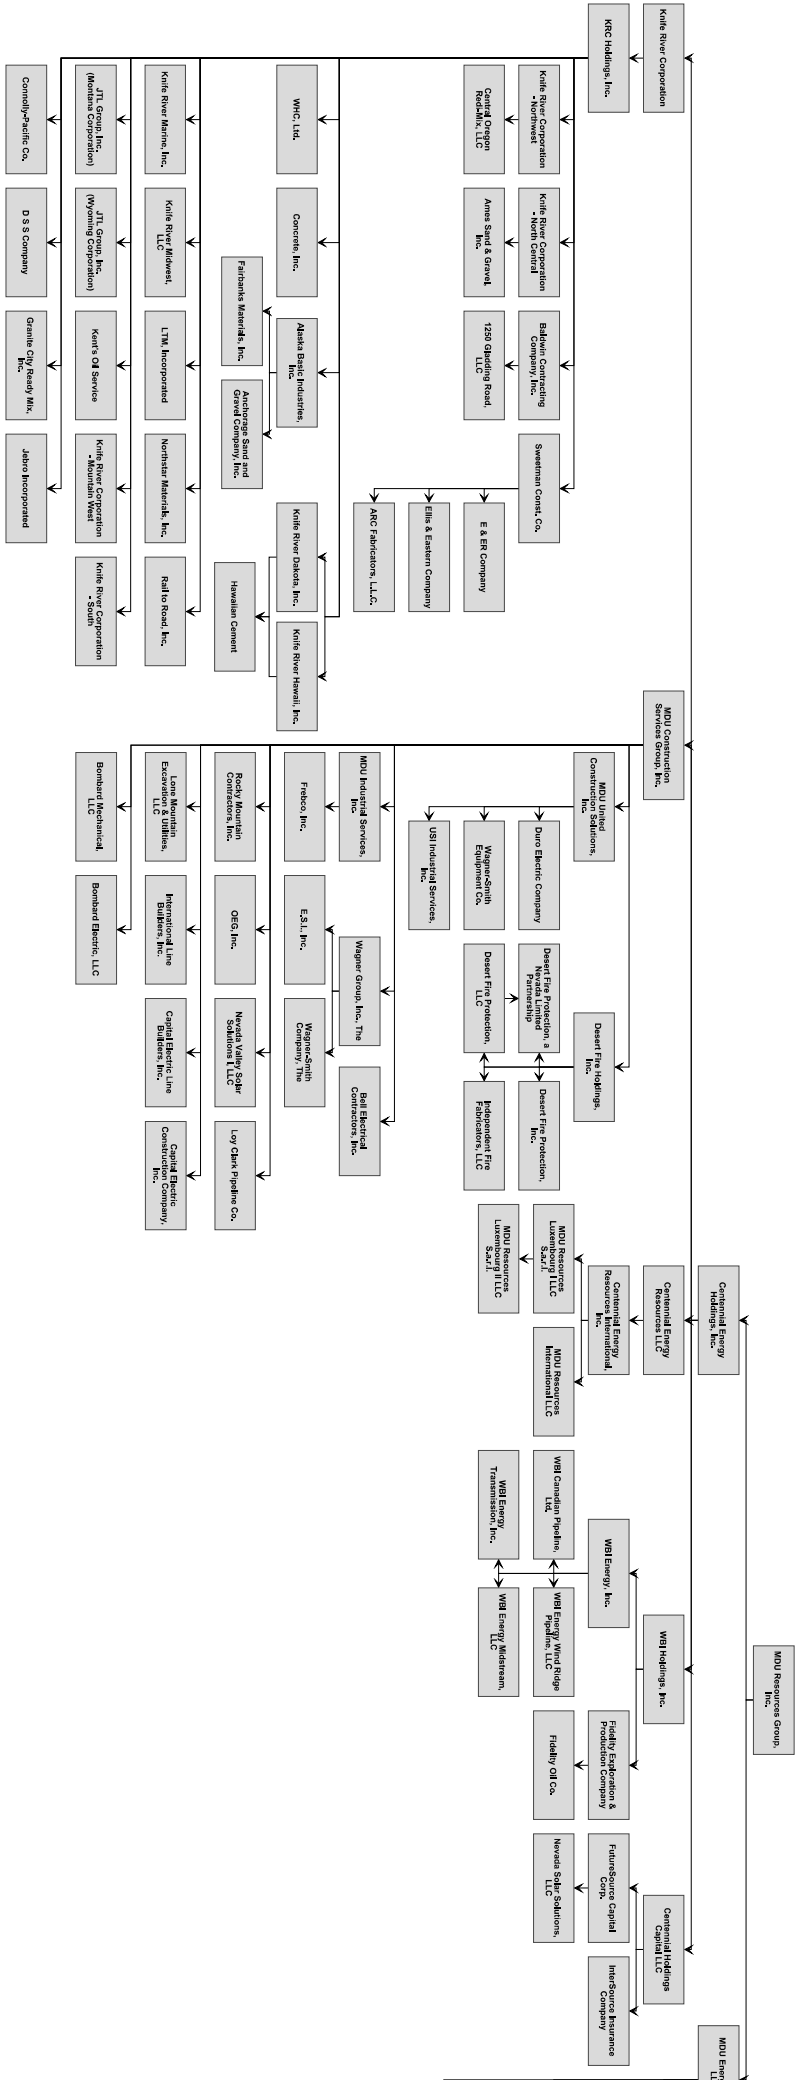 MDU Resources Group,
Inc.
Centennial Energy
Holdings, Inc.
MDU
Knife River Corporation
MDU Construction
Services Group, Inc.
Centennial Energy
Resources LLC
WBI Holdings, Inc.
Centennial Holdings
Capital LLC
KRC Holdings, Inc.
Centennial Energy
Resources International,
Inc.
WBI Energy, Inc.
Fidelity Exploration &
Production Company
FutureSource Capital
Corp.
InterSource Insurance
Company
MDU United
Construction Solutions,
Inc.
Desert Fire Holdings,
Inc.
Knife River Corporation
- Northwest
Knife River Corporation
- North Central
Baldwin Contracting
Company, Inc.
Sweetman Const. Co.
Duro Electric Company
Desert Fire Protection, a
Nevada Limited
Partnership
Desert Fire Protection,
Inc.
MDU Resources
Luxembourg I LLC
S.a.r.l.
MDU Resources
International LLC
WBI Canadian Pipeline,
Ltd.
WBI Energy Wind Ridge
Pipeline, LLC
Fidelity Oil Co.
Nevada Solar Solutions,
LLC
Central Oregon
Redi-Mix, LLC
Ames Sand & Gravel,
Inc.
1250 Gladding Road,
LLC
E & ER Company
Wagner-Smith
Equipment Co.
Desert Fire Protection,
LLC
Independent Fire
Fabricators, LLC
MDU Resources
Luxembourg II LLC
S.a.r.l.
WBI Energy
Transmission, Inc.
WBI Energy Midstream,
LLC
Ellis & Eastern Company
USI Industrial Services,
Inc.
ARC Fabricators, L.L.C.
MDU Industrial Services,
Inc.
Wagner Group, Inc., The
Bell Electrical
Contractors, Inc.
WHC, Ltd.
Concrete, Inc.
Alaska Basic Industries,
Inc.
Knife River Dakota, Inc.
Knife River Hawaii, Inc.
Frebco, Inc.
E.S.I., Inc.
Wagner-Smith
Company, The
Fairbanks Materials, Inc.
Anchorage Sand and
Gravel Company, Inc.
Hawaiian Cement
Rocky Mountain
Contractors, Inc.
OEG, Inc.
Nevada Valley Solar
Solutions I, LLC
Loy Clark Pipeline Co.
Knife River Marine, Inc.
Knife River Midwest,
LLC
LTM, Incorporated
Northstar Materials, Inc.
Rail to Road, Inc.
Lone Mountain
Excavation & Utilities,
LLC
International Line
Builders, Inc.
Capital Electric Line
Builders, Inc.
Capital Electric
Construction Company,
Inc.
JTL Group, Inc.
(Montana Corporation)
JTL Group, Inc.
(Wyoming Corporation)
Kent's Oil Service
Knife River Corporation
- Mountain West
Knife River Corporation
- South
Bombard Mechanical,
LLC
Bombard Electric, LLC
Connolly-Pacific Co.
D S S Company
Granite City Ready Mix,
Inc.
Jebro Incorporated